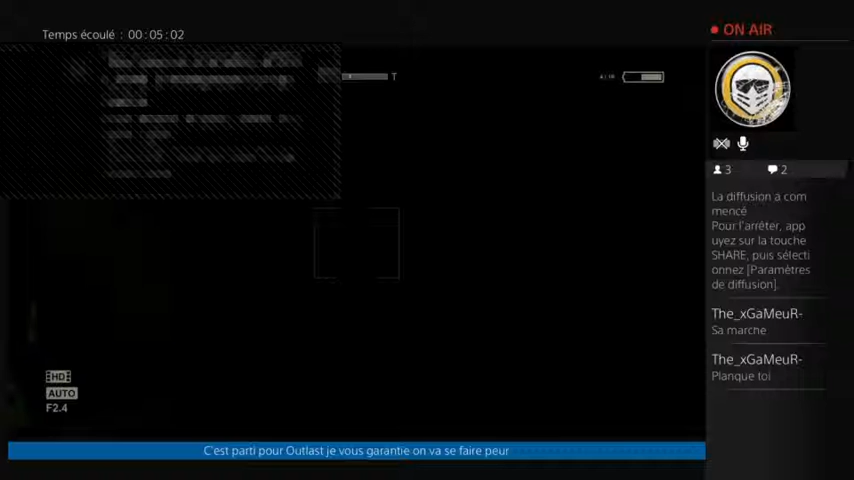 Temps écoulé : 00:05:02
ON AIR
T
3
2
La diffusion a com
mencé
Pour l'arrêter, app
uyez sur la touche
SHARE, puis sélecti
onnez [Paramètres
de diffusion].
The_xGaMeuR-
Sa marche
The_xGaMeuR-
Planque toi
HD
AUTO
F2.4
C'est parti pour Outlast je vous garantie on va se faire peur